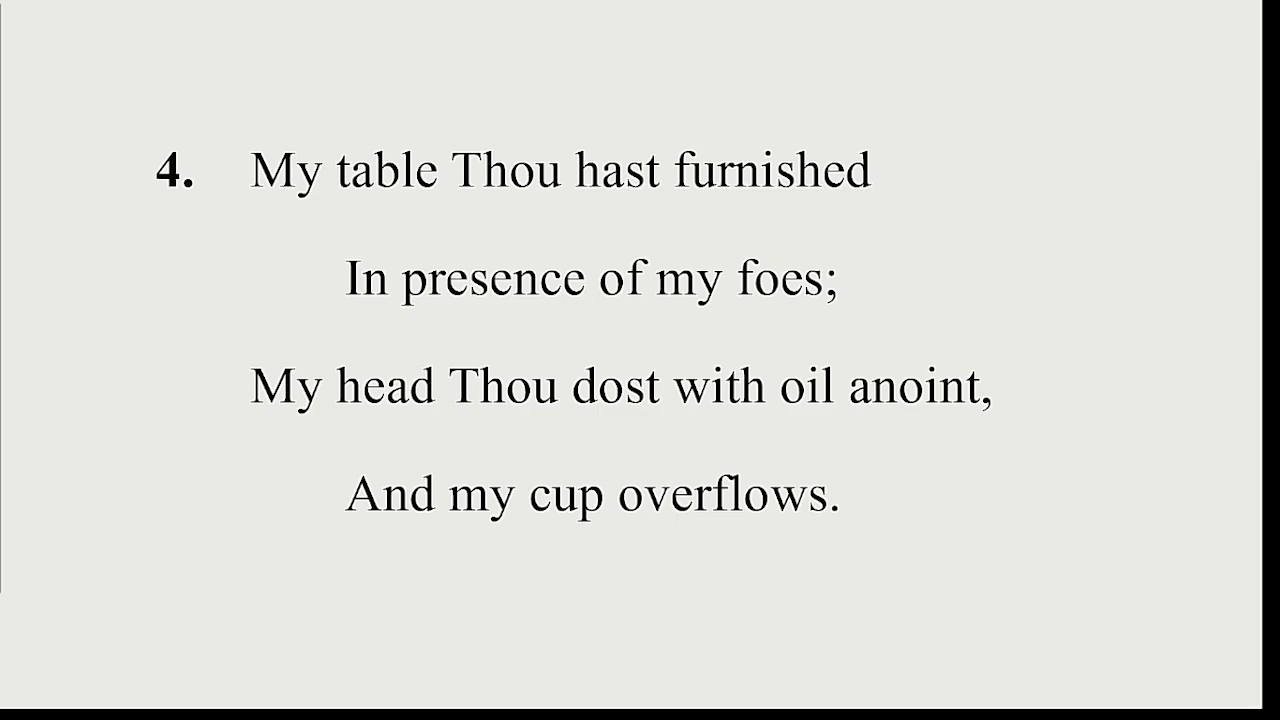 4. My table Thou hast furnished
In presence of my foes;
My head Thou dost with oil anoint,
And my cup overflows.